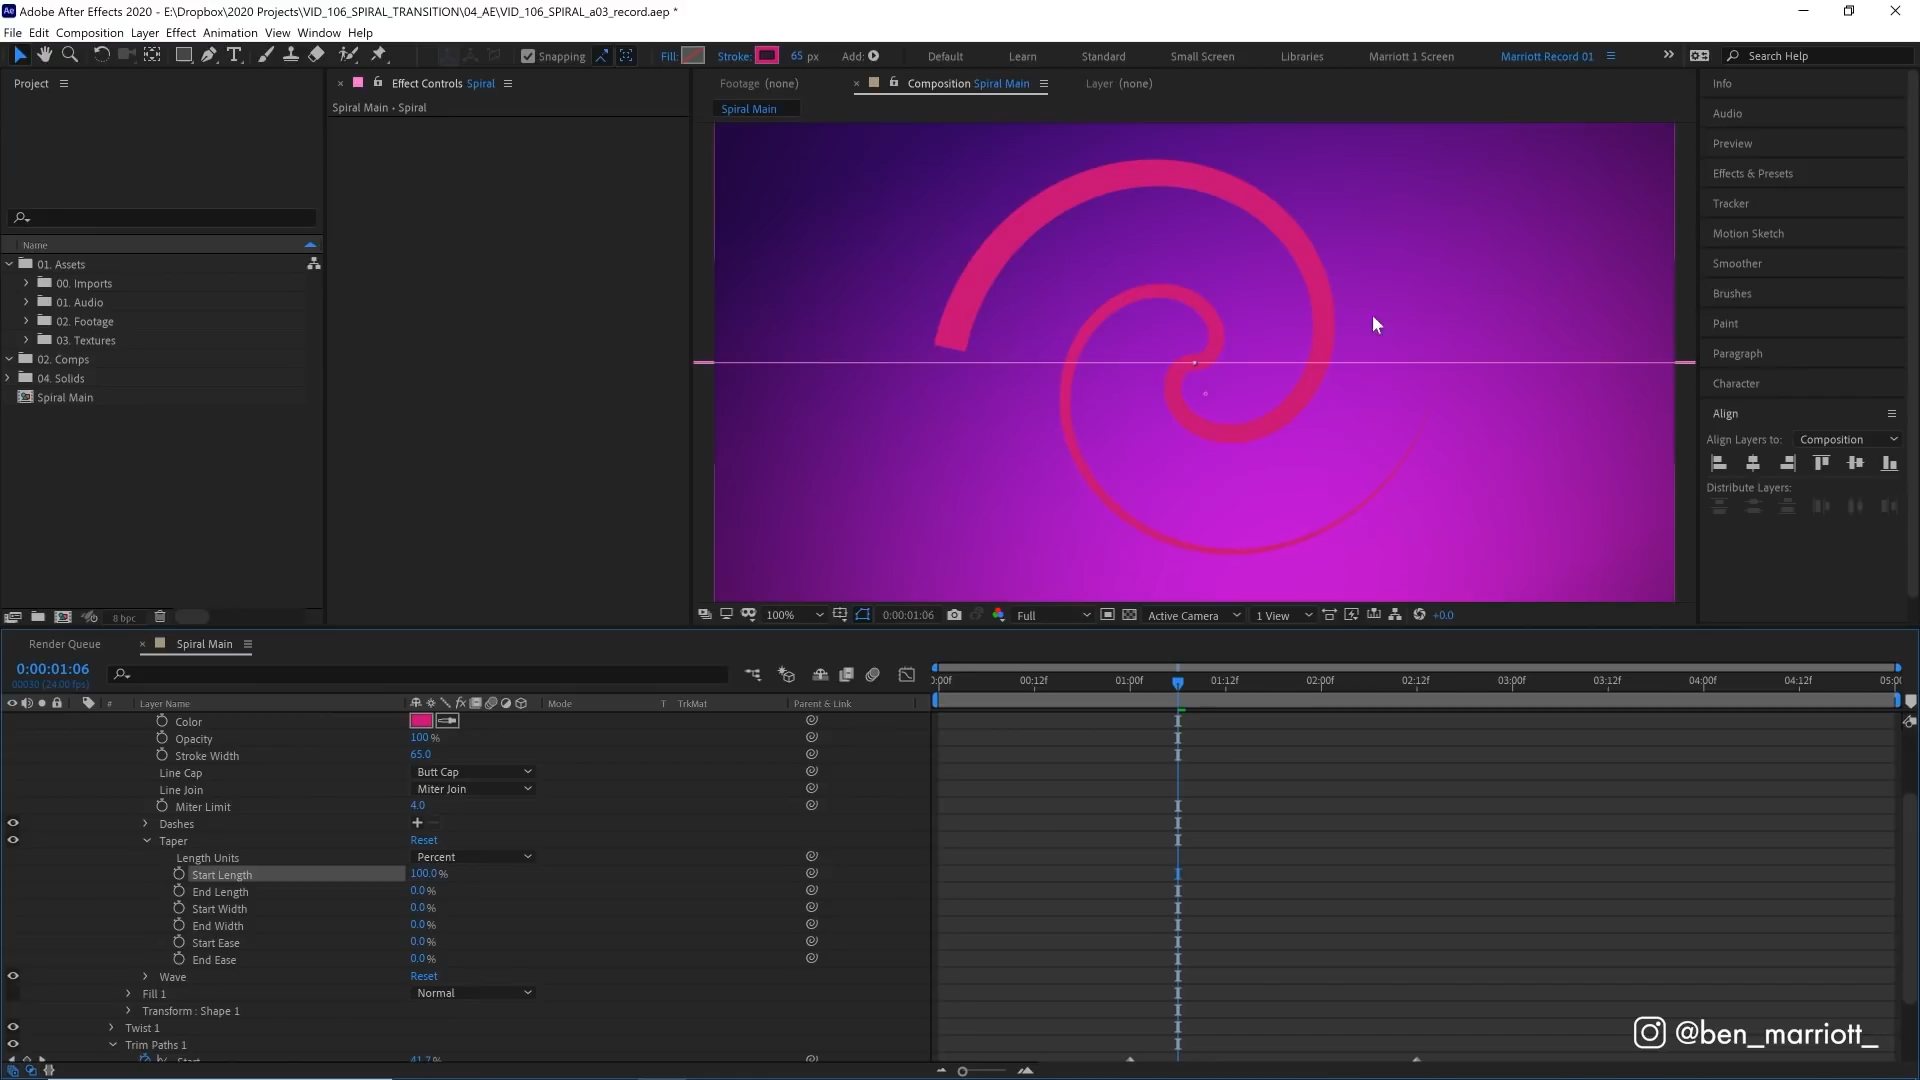 Adobe After Effects 2020 - E:\Dropbox\2020 Projects\VID_106_SPIRAL_TRANSITION\04_AE\VID_106_SPIRAL_a03_record.aep *
File Edit Composition Layer Effect Animation View Window Help
Snapping Fill: Stroke: 65 px Add: Default Learn Standard Small Screen Libraries Marriott 1 Screen Marriott Record 01 Search Help
Project Effect Controls Spiral Footage (none) Composition Spiral Main Layer (none) Info
Spiral Main • Spiral Spiral Main
Audio
Preview
Effects & Presets
Tracker
Motion Sketch
Smoother
Brushes
Paint
Paragraph
Character
Align
Align Layers to: Composition
Distribute Layers:
Name
01. Assets
00. Imports
01. Audio
02. Footage
03. Textures
02. Comps
04. Solids
Spiral Main
8 bpc 100% 0:00:01:06 Full Active Camera 1 View +0.0
Render Queue Spiral Main
0:00:01:06
00030 (24.00 fps)
:00f 00:12f 01:00f 01:12f 02:00f 02:12f 03:00f 03:12f 04:00f 04:12f 05:0
# Layer Name Mode T TrkMat Parent & Link
Color
Opacity 100 %
Stroke Width 65.0
Line Cap Butt Cap
Line Join Miter Join
Miter Limit 4.0
Dashes
Taper Reset
Length Units Percent
Start Length 100.0 %
End Length 0.0 %
Start Width 0.0 %
End Width 0.0 %
Start Ease 0.0 %
End Ease 0.0 %
Wave Reset
Fill 1 Normal
Transform : Shape 1
Twist 1
Trim Paths 1
Start 41.7 %
@ben_marriott_